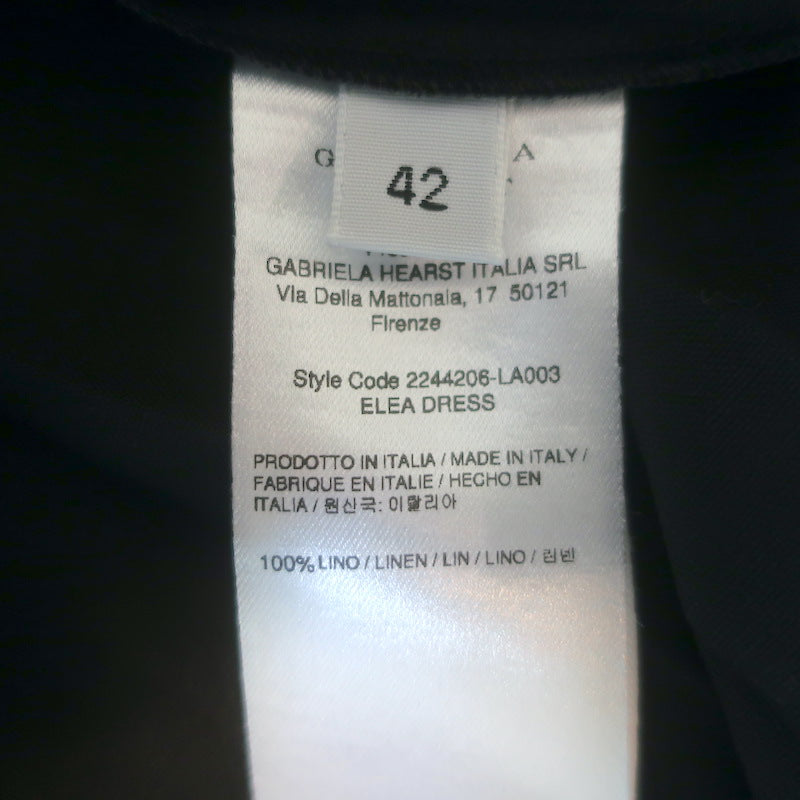 G A
42
GABRIELA HEARST ITALIA SRL
Via Della Mattonaia, 17 50121
Firenze
Style Code 2244206-LA003
ELEA DRESS
PRODOTTO IN ITALIA / MADE IN ITALY /
FABRIQUE EN ITALIE / HECHO EN
ITALIA / 원산국: 이탈리아
100% LINO / LINEN / LIN / LINO / 린넨